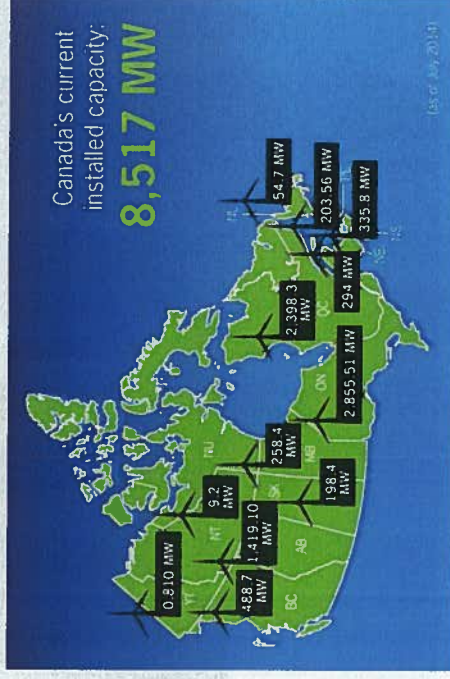 Canada's current
installed capacity:
8,517 MW
0.810 MW
9.2
MW
488.7
MW
1,419.10
MW
258.4
MW
198.4
MW
2,398.3
MW
2,855.51 MW
54.7 MW
203.56 MW
335.8 MW
294 MW
YT
NT
NU
BC
AB
SK
MB
ON
QC
NL
NS
(as of July 2014)